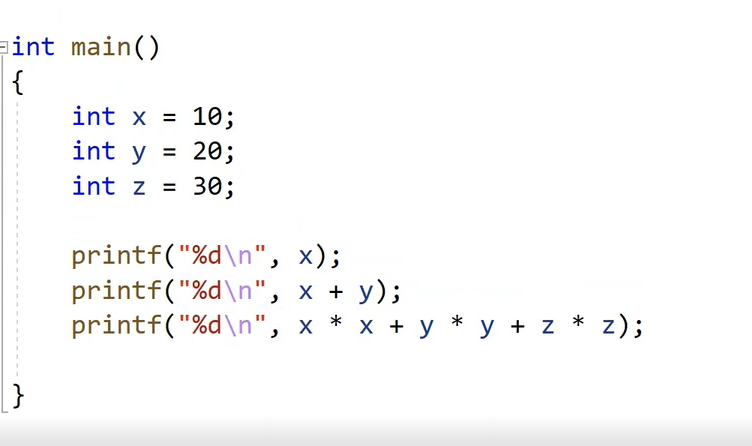 int main()
{
int x = 10;
int y = 20;
int z = 30;
printf("%d\n", x);
printf("%d\n", x + y);
printf("%d\n", x * x + y * y + z * z);
}